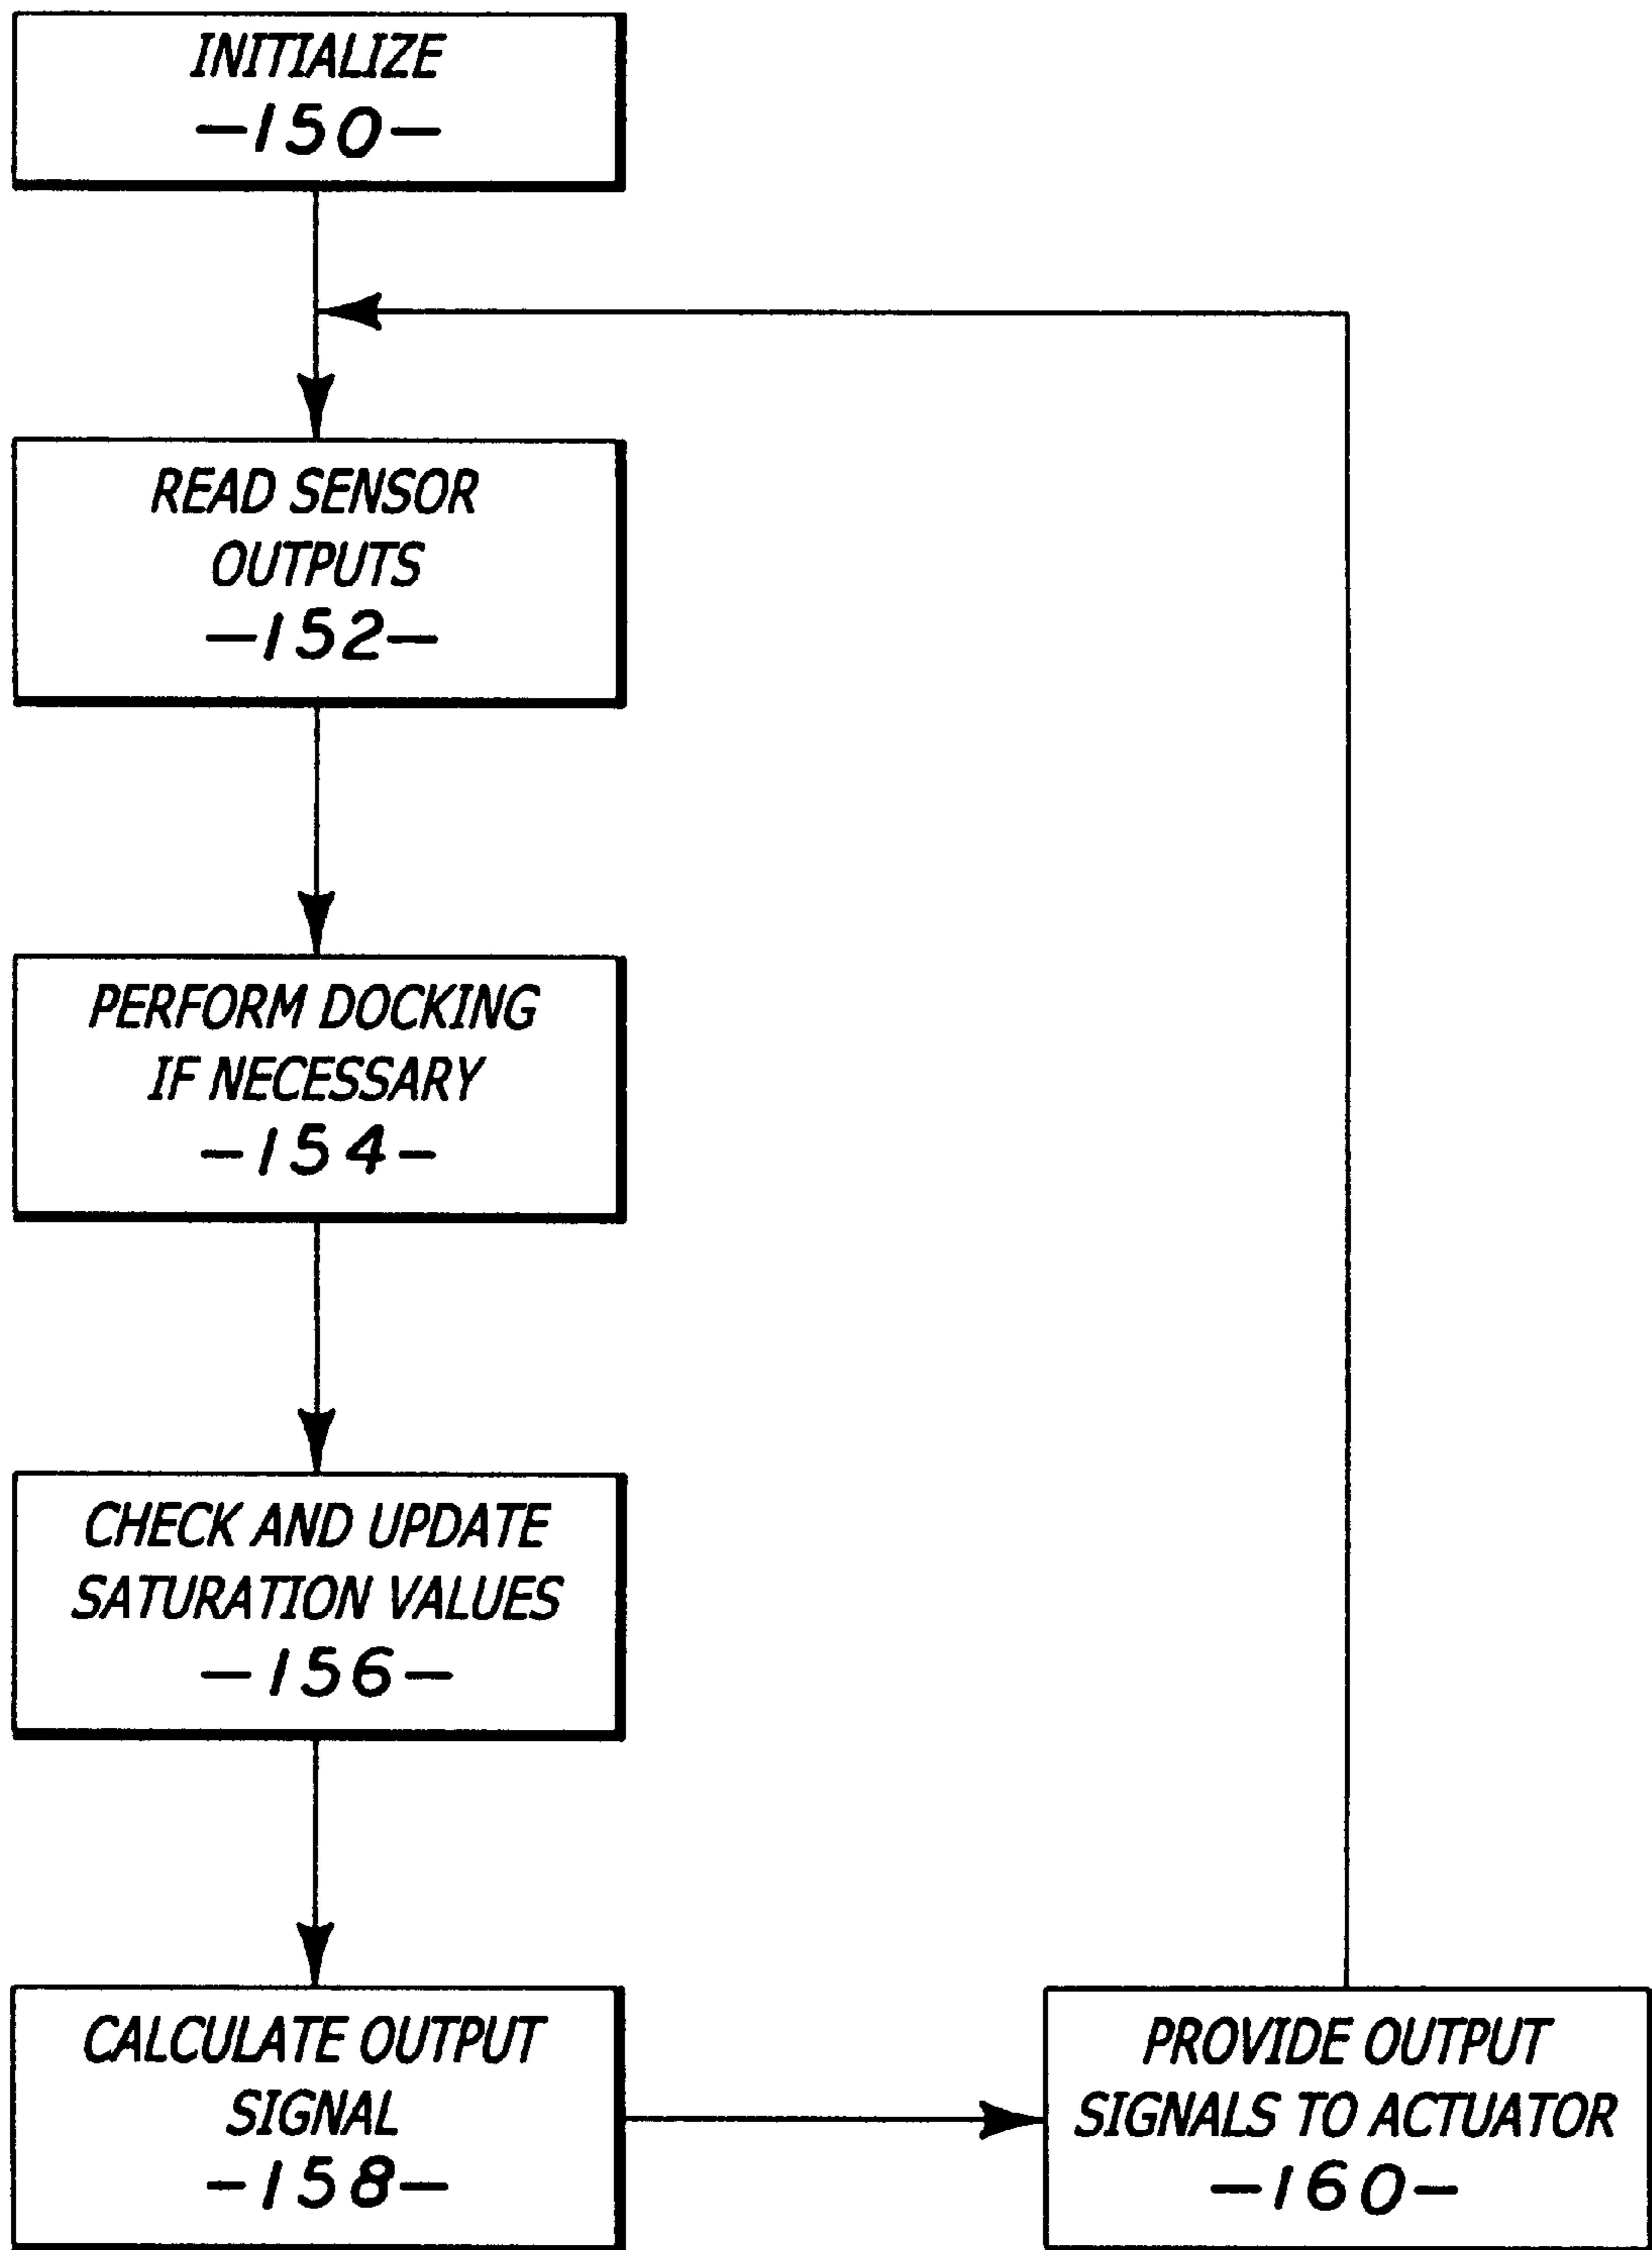 INITIALIZE
-150-
READ SENSOR
OUTPUTS
-152-
PERFORM DOCKING
IF NECESSARY
-154-
CHECK AND UPDATE
SATURATION VALUES
-156-
CALCULATE OUTPUT
SIGNAL
-158-
PROVIDE OUTPUT
SIGNALS TO ACTUATOR
-160-